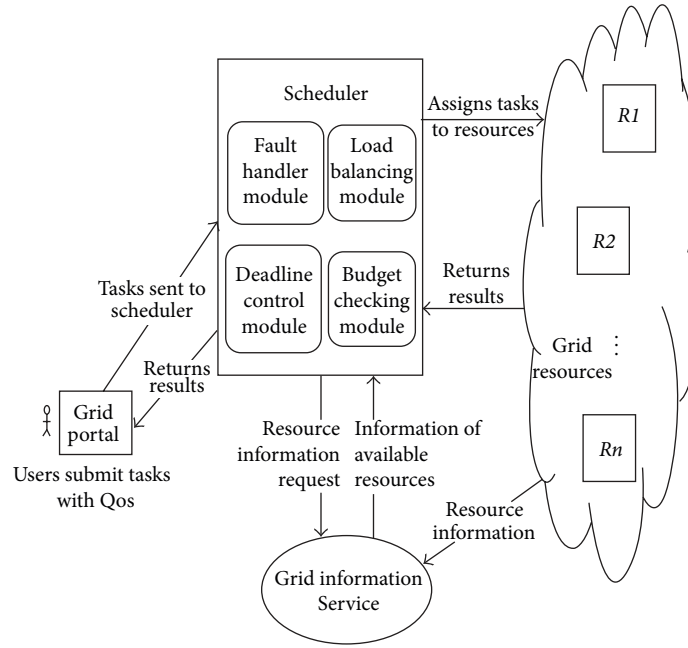 Scheduler
Fault
handler
module
Load
balancing
module
Deadline
control
module
Budget
checking
module
Assigns tasks
to resources
R1
R2
Returns
results
Grid
resources
⋮
Rn
Tasks sent to
scheduler
Returns
results
Grid
portal
Users submit tasks
with Qos
Resource
information
request
Information of
available
resources
Resource
information
Grid information
Service